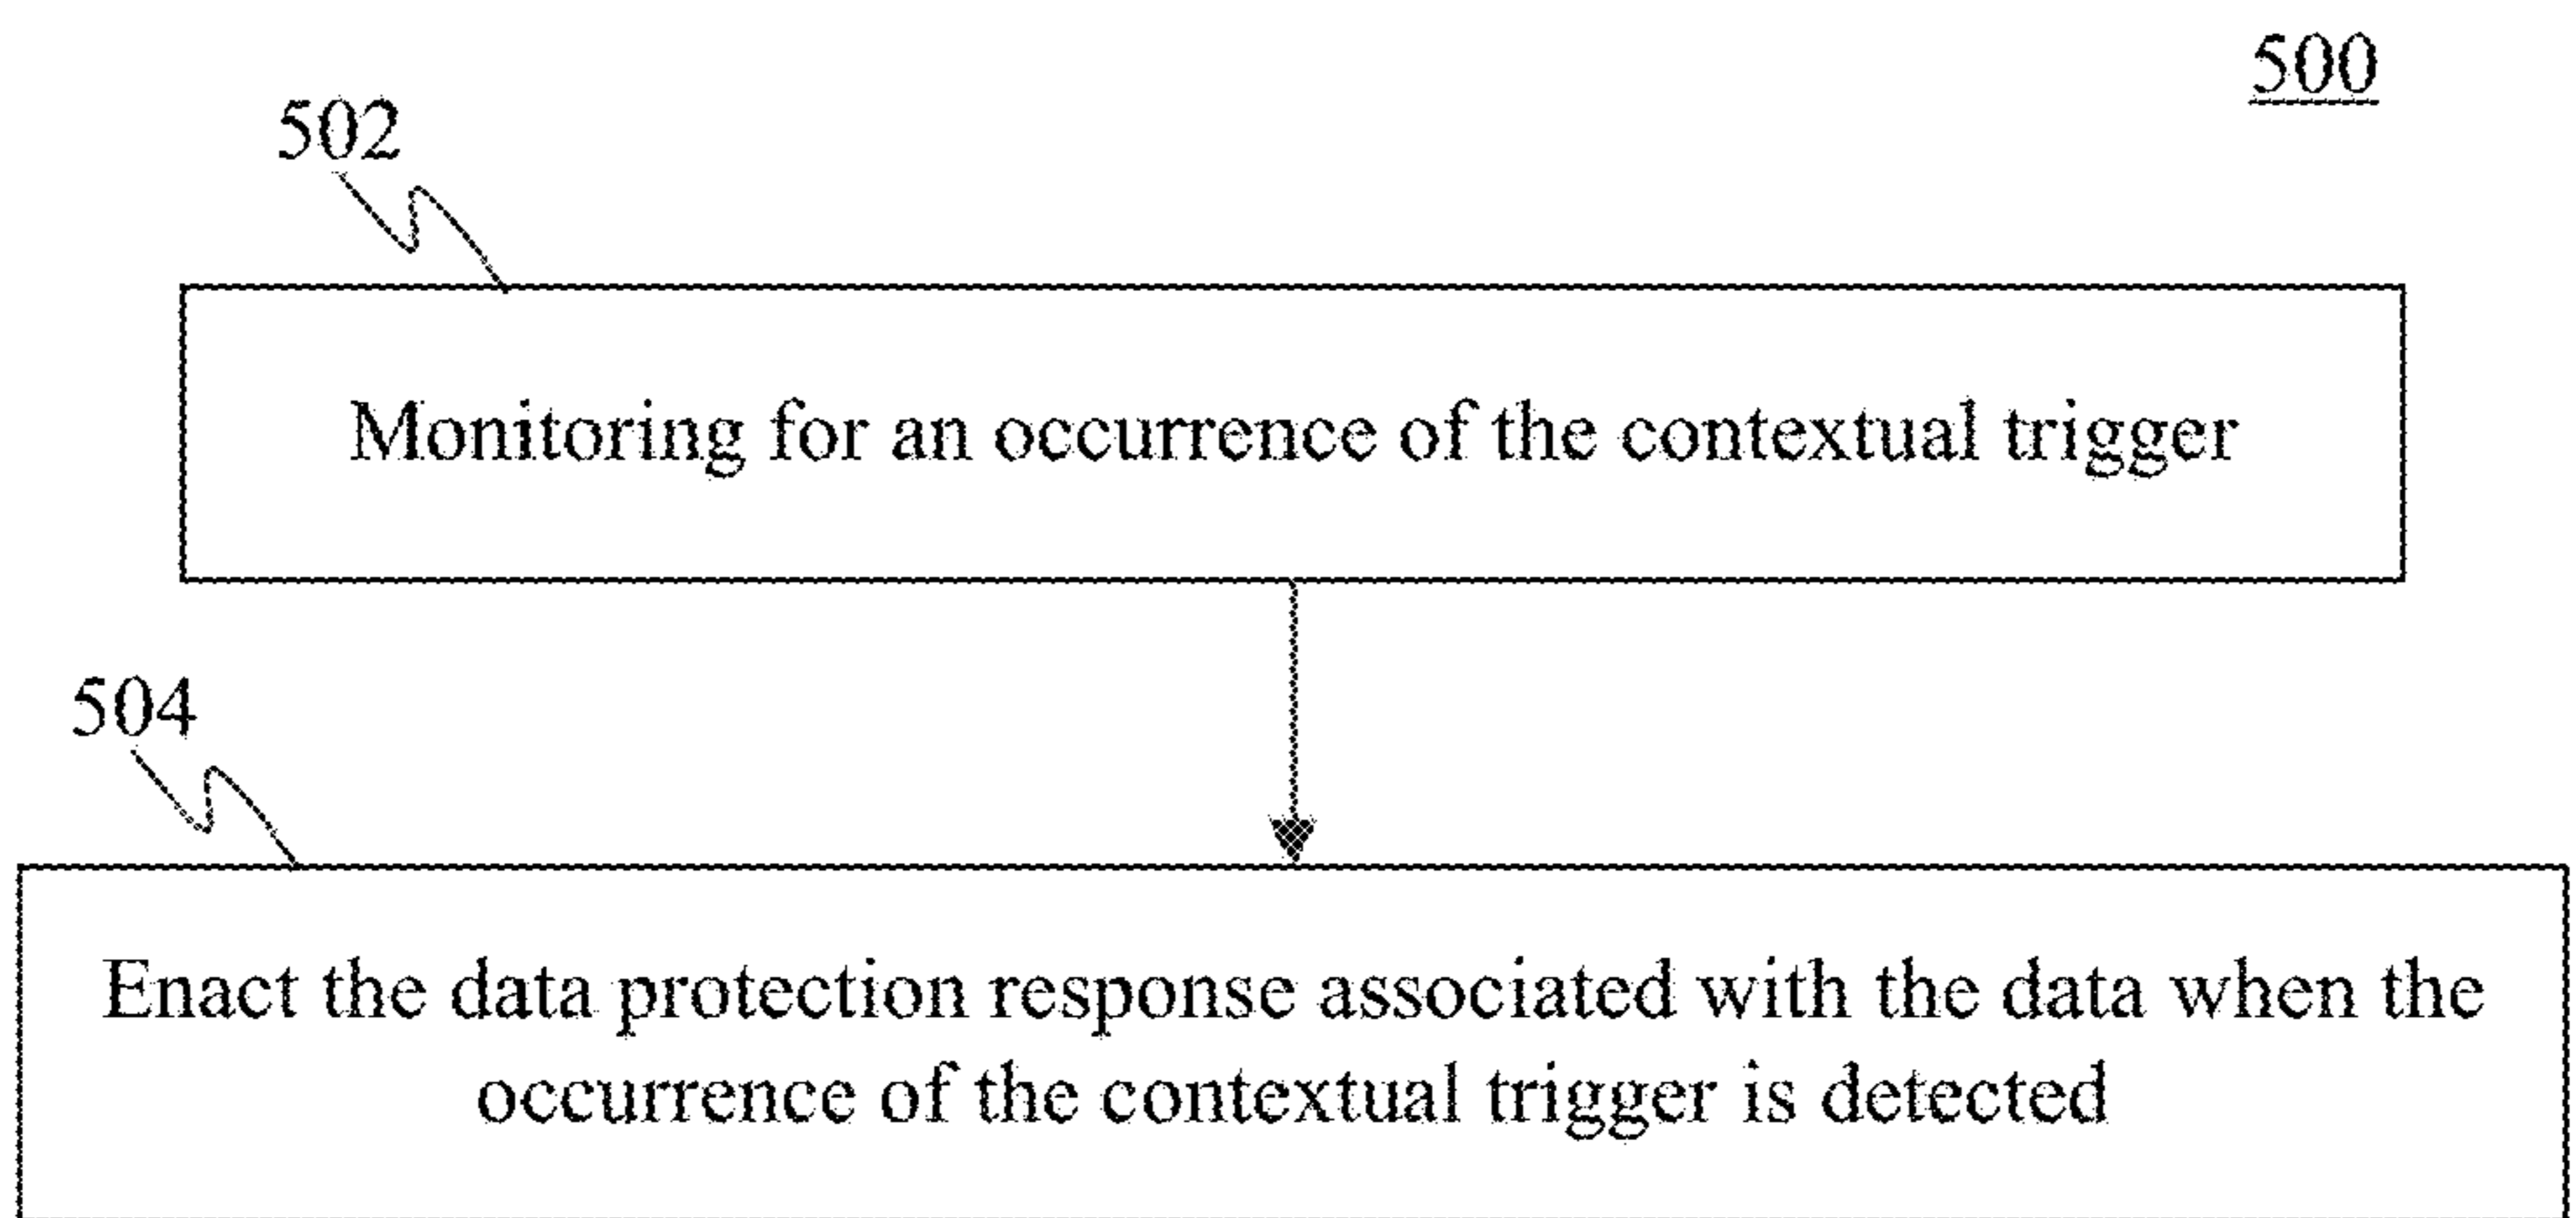 500
502
Monitoring for an occurrence of the contextual trigger
504
Enact the data protection response associated with the data when the
occurrence of the contextual trigger is detected